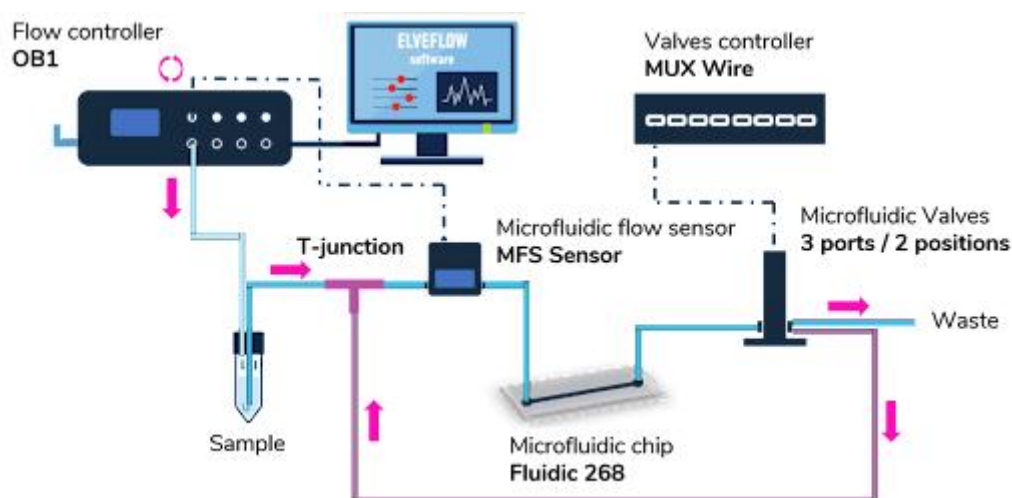 Flow controller
OB1
ELVEFLOW
software
Valves controller
MUX Wire
T-junction
Microfluidic flow sensor
MFS Sensor
Microfluidic Valves
3 ports / 2 positions
Waste
Sample
Microfluidic chip
Fluidic 268